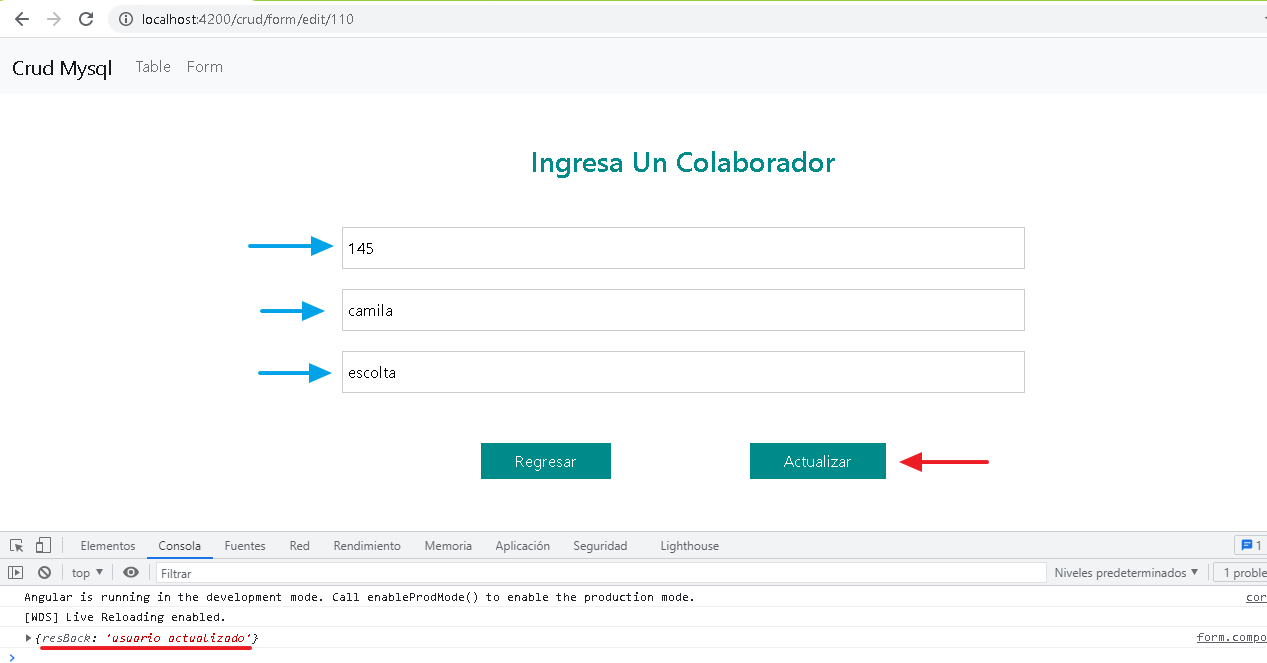 localhost:4200/crud/form/edit/110
Crud Mysql Table Form
Ingresa Un Colaborador
145
camila
escolta
Regresar Actualizar
Elementos Consola Fuentes Red Rendimiento Memoria Aplicación Seguridad Lighthouse 1
top Filtrar Niveles predeterminados 1 proble
Angular is running in the development mode. Call enableProdMode() to enable the production mode. cor
[WDS] Live Reloading enabled.
{resBack: 'usuario actualizado'} form.compo